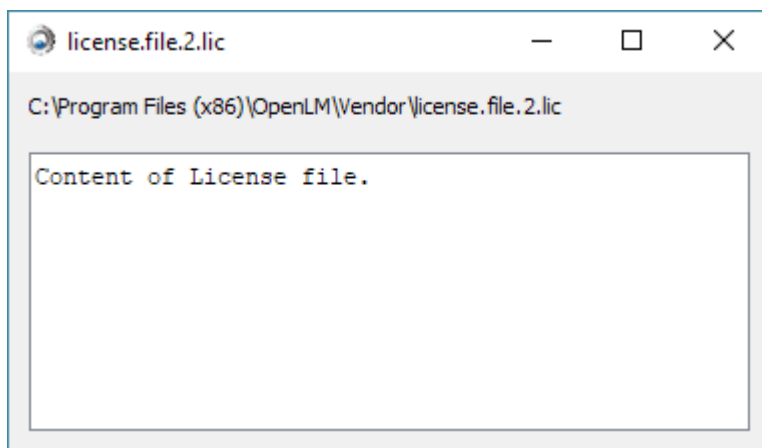 license.file.2.lic
C:\Program Files (x86)\OpenLM\Vendor\license.file.2.lic
Content of License file.